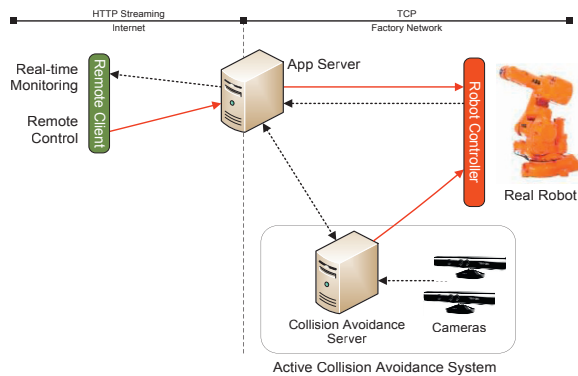 HTTP Streaming
TCP
Internet
Factory Network
App Server
Real-time
Monitoring
Remote
Control
Remote Client
Robot Controller
Real Robot
Collision Avoidance
Server
Cameras
Active Collision Avoidance System